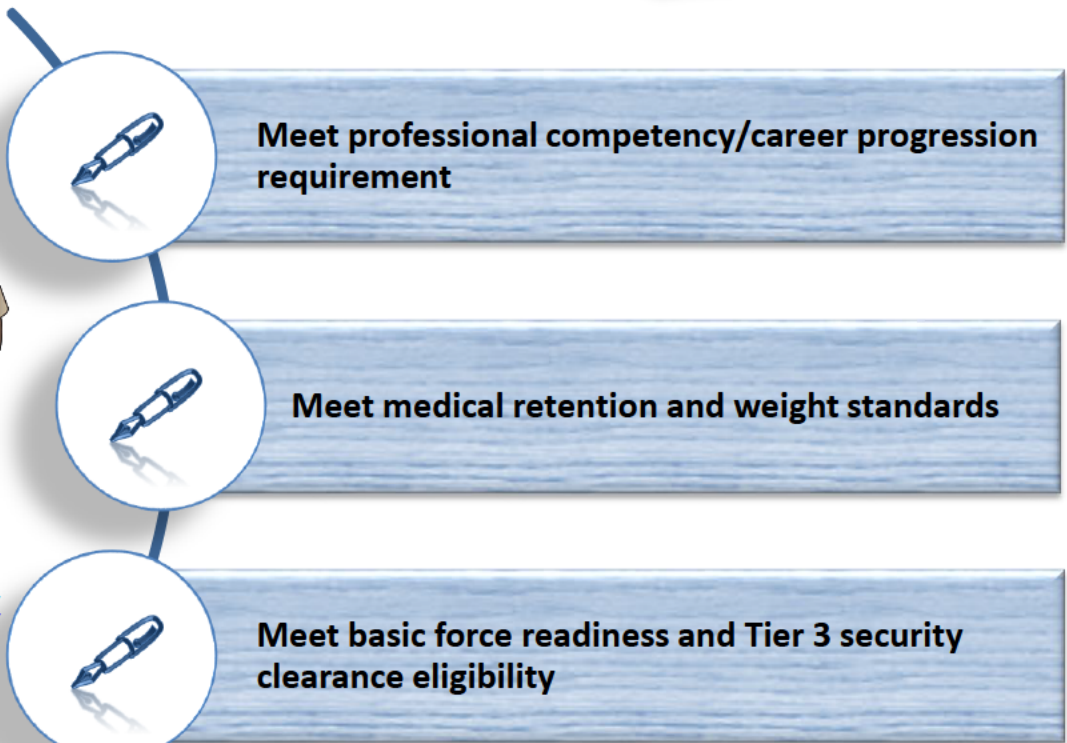 Meet professional competency/career progression
requirement
Meet medical retention and weight standards
Meet basic force readiness and Tier 3 security
clearance eligibility